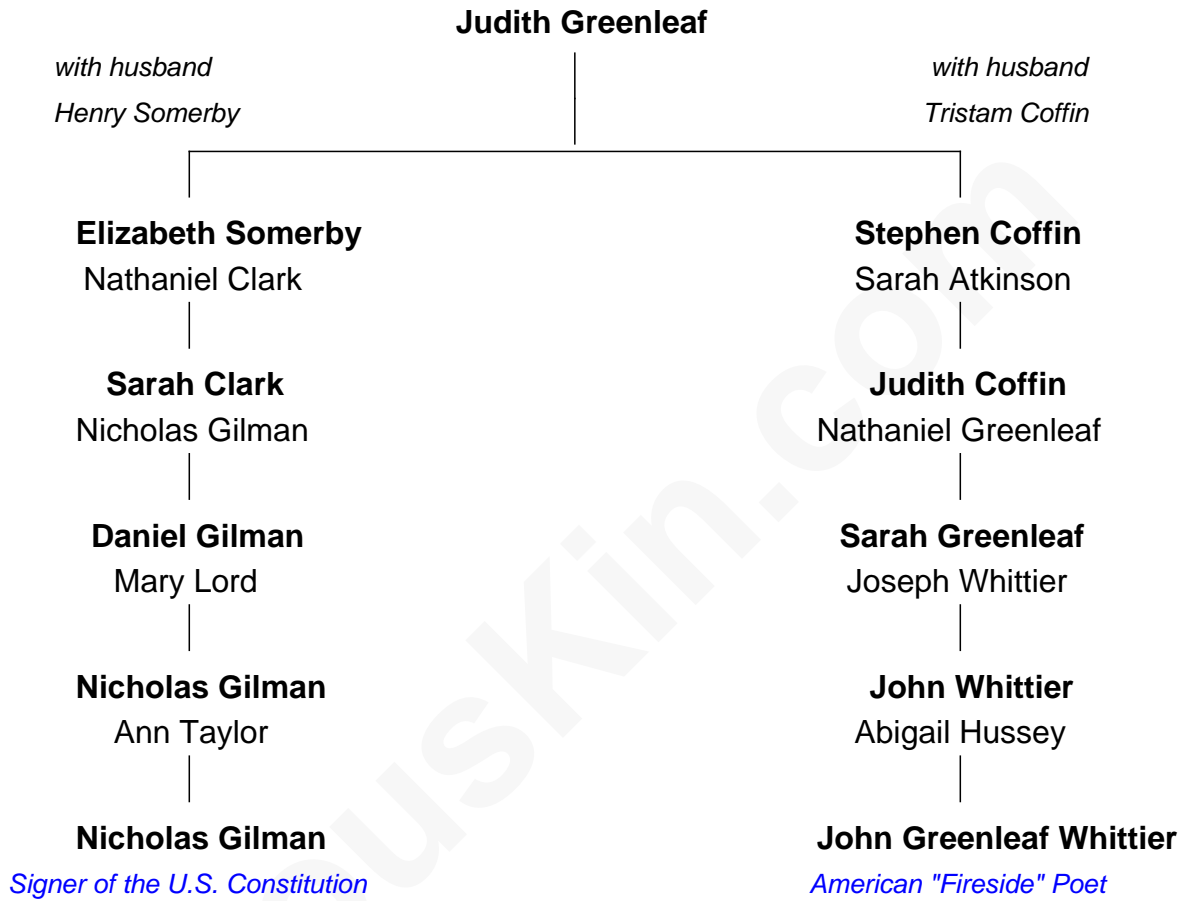 Judith Greenleaf
with husband
Henry Somerby
with husband
Tristam Coffin
Elizabeth Somerby
Nathaniel Clark
Stephen Coffin
Sarah Atkinson
Sarah Clark
Nicholas Gilman
Judith Coffin
Nathaniel Greenleaf
Daniel Gilman
Mary Lord
Sarah Greenleaf
Joseph Whittier
Nicholas Gilman
Ann Taylor
John Whittier
Abigail Hussey
Nicholas Gilman
Signer of the U.S. Constitution
John Greenleaf Whittier
American "Fireside" Poet
ousKin.com